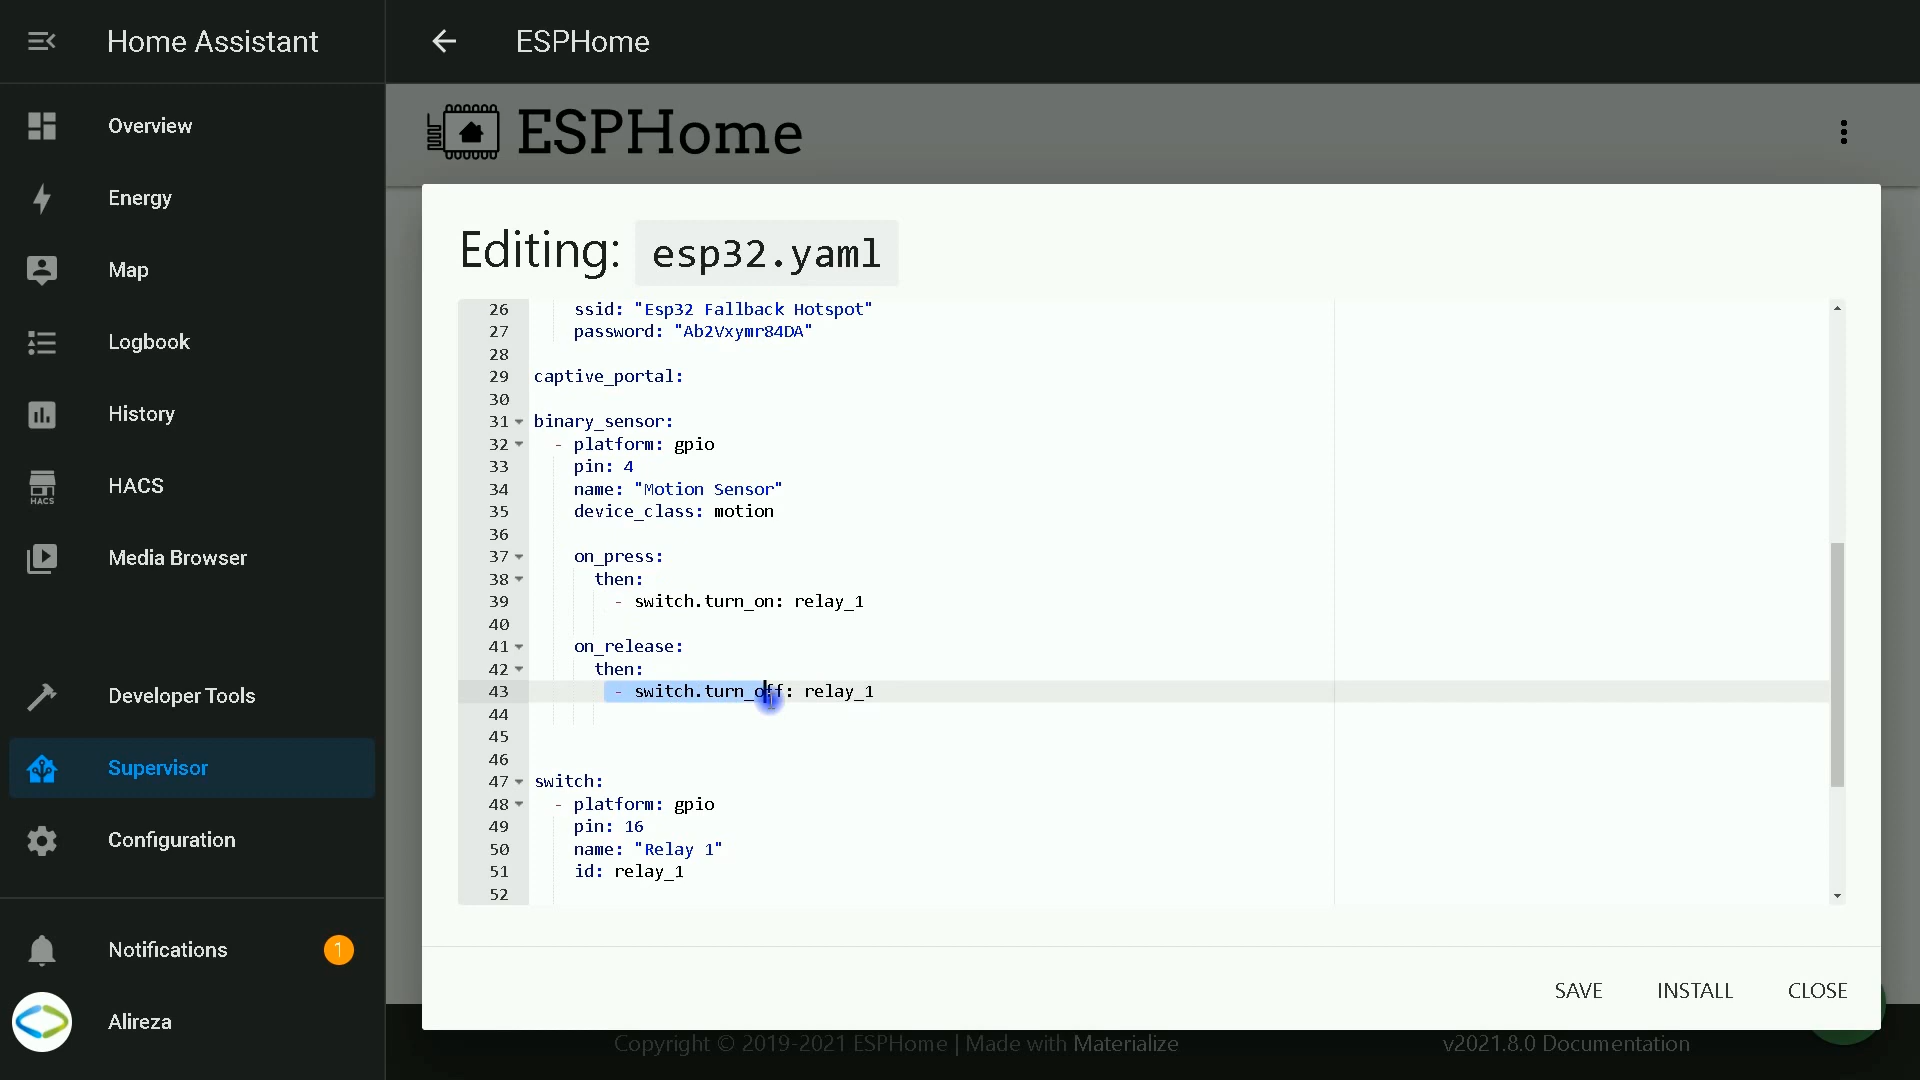 Home Assistant
ESPHome
Overview
Energy
Map
Logbook
History
HACS
HACS
Media Browser
Developer Tools
Supervisor
Configuration
Notifications
1
Alireza
ESPHome
Editing: esp32.yaml
26 ssid: "Esp32 Fallback Hotspot"
27 password: "Ab2Vxymr84DA"
28
29 captive_portal:
30
31 binary_sensor:
32 - platform: gpio
33 pin: 4
34 name: "Motion Sensor"
35 device_class: motion
36
37 on_press:
38 then:
39 - switch.turn_on: relay_1
40
41 on_release:
42 then:
43 - switch.turn_off: relay_1
44
45
46
47 switch:
48 - platform: gpio
49 pin: 16
50 name: "Relay 1"
51 id: relay_1
52
SAVE INSTALL CLOSE
Copyright © 2019-2021 ESPHome | Made with Materialize
v2021.8.0 Documentation